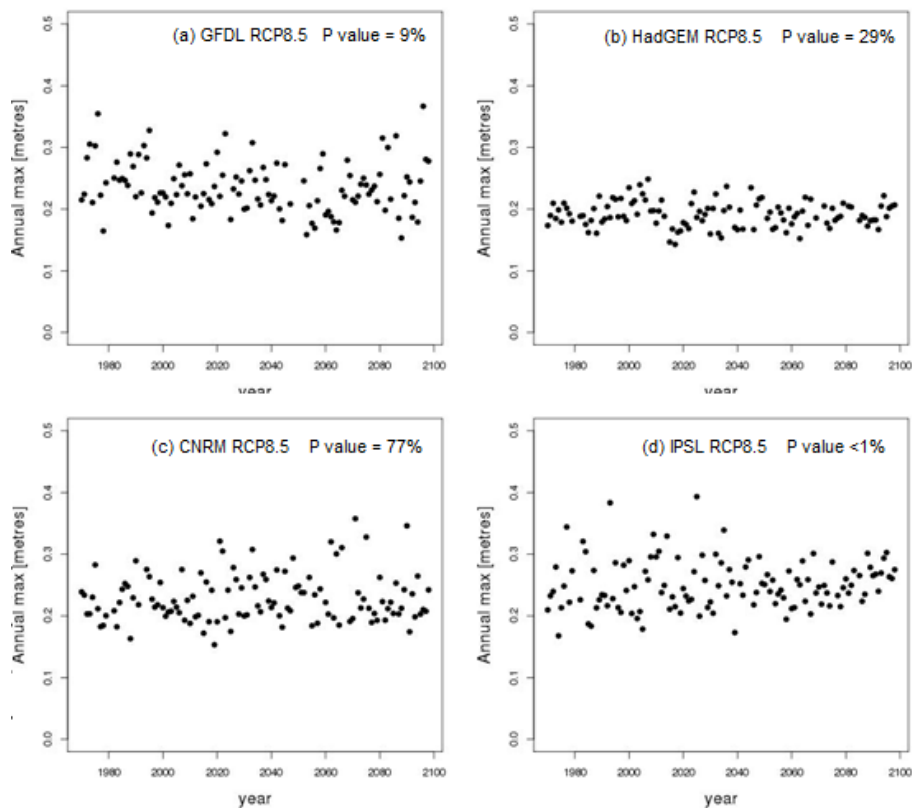 (a) GFDL RCP8.5 P value = 9%
Annual max [metres]
0.5
0.4
0.3
0.2
0.1
0.0
1980 2000 2020 2040 2060 2080 2100
year
(b) HadGEM RCP8.5 P value = 29%
Annual max [metres]
0.5
0.4
0.3
0.2
0.1
0.0
1980 2000 2020 2040 2060 2080 2100
year
(c) CNRM RCP8.5 P value = 77%
Annual max [metres]
0.5
0.4
0.3
0.2
0.1
0.0
1980 2000 2020 2040 2060 2080 2100
year
(d) IPSL RCP8.5 P value <1%
Annual max [metres]
0.5
0.4
0.3
0.2
0.1
0.0
1980 2000 2020 2040 2060 2080 2100
year